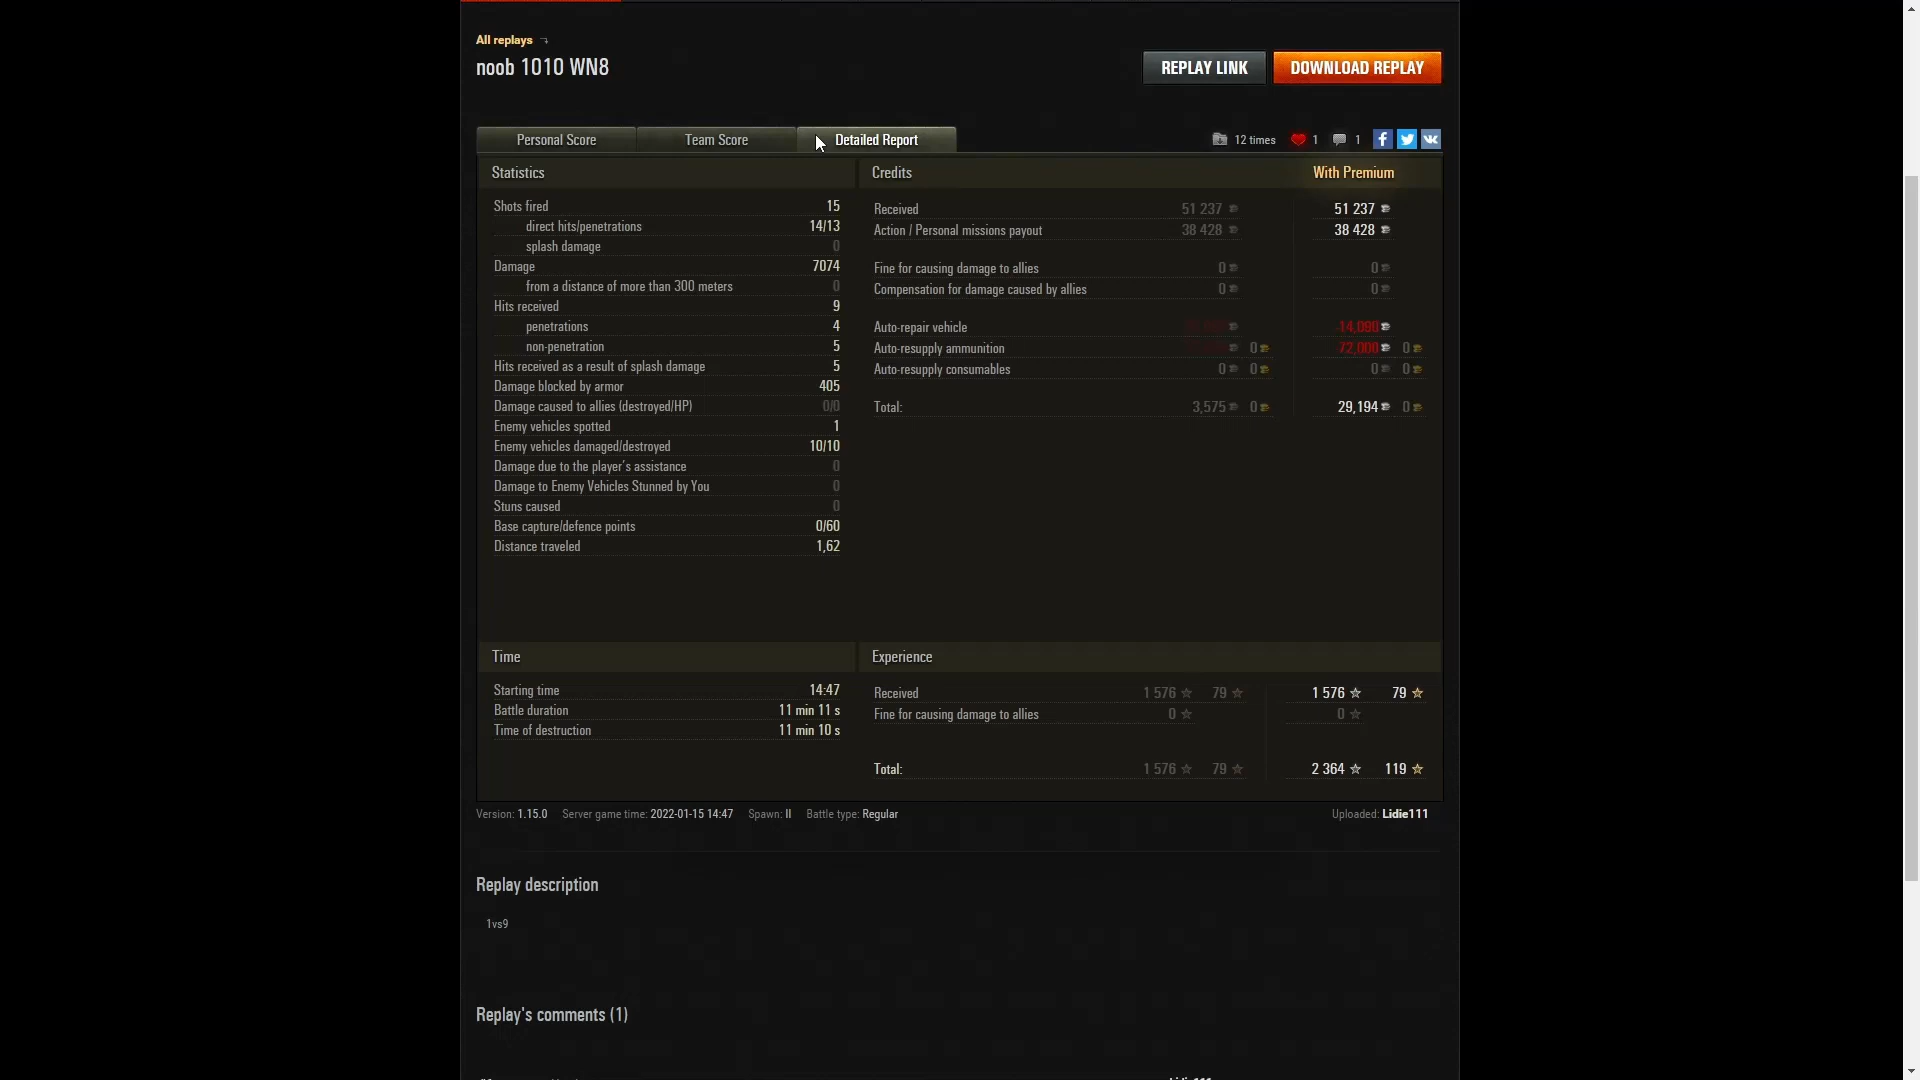 All replays
noob 1010 WN8
REPLAY LINK DOWNLOAD REPLAY
Personal Score Team Score Detailed Report 12 times 1 1
Statistics
Shots fired 15
direct hits/penetrations 14/13
splash damage 0
Damage 7074
from a distance of more than 300 meters 0
Hits received 9
penetrations 4
non-penetration 5
Hits received as a result of splash damage 5
Damage blocked by armor 405
Damage caused to allies (destroyed/HP) 0/0
Enemy vehicles spotted 1
Enemy vehicles damaged/destroyed 10/10
Damage due to the player's assistance 0
Damage to Enemy Vehicles Stunned by You 0
Stuns caused 0
Base capture/defence points 0/60
Distance traveled 1,62
Credits With Premium
Received 51 237 51 237
Action / Personal missions payout 38 428 38 428
Fine for causing damage to allies 0 0
Compensation for damage caused by allies 0 0
Auto-repair vehicle 14,090
Auto-resupply ammunition 0 72,000 0
Auto-resupply consumables 0 0 0 0
Total: 3,575 0 29,194 0
Time
Starting time 14:47
Battle duration 11 min 11 s
Time of destruction 11 min 10 s
Experience
Received 1 576 79 1 576 79
Fine for causing damage to allies 0 0
Total: 1 576 79 2 364 119
Version: 1.15.0 Server game time: 2022-01-15 14:47 Spawn: II Battle type: Regular Uploaded: Lidie111
Replay description
1vs9
Replay's comments (1)